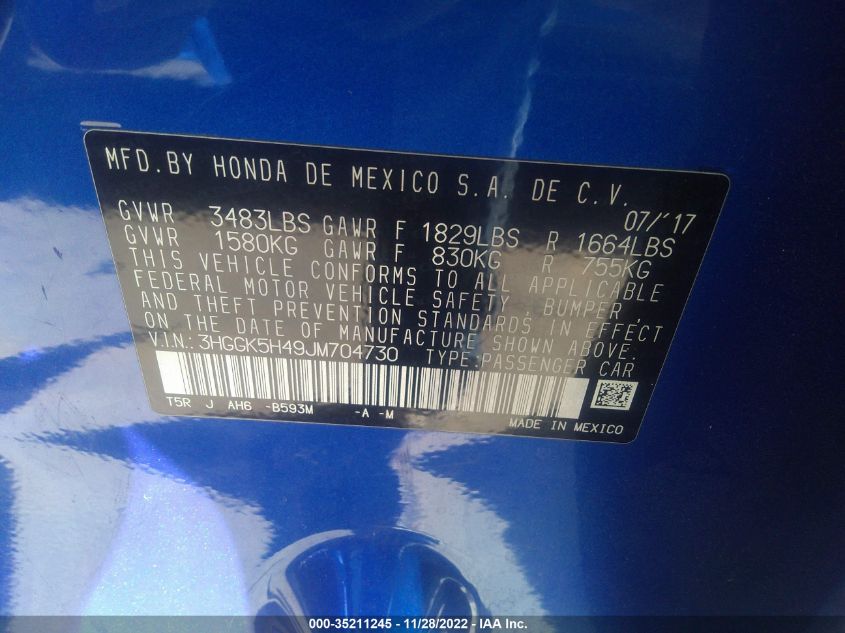 MFD.BY HONDA DE MEXICO S.A. DE C.V.
07/'17
GVWR 3483LBS GAWR F 1829LBS R 1664LBS
GVWR 1580KG GAWR F 830KG R 755KG
THIS VEHICLE CONFORMS TO ALL APPLICABLE
FEDERAL MOTOR VEHICLE SAFETY, BUMPER,
AND THEFT PREVENTION STANDARDS IN EFFECT
ON THE DATE OF MANUFACTURE SHOWN ABOVE.
V.I.N.: 3HGGK5H49JM704730 TYPE:PASSENGER CAR
T5R J AH6 -B593M -A -M
MADE IN MEXICO
000-35211245 - 11/28/2022 - IAA Inc.